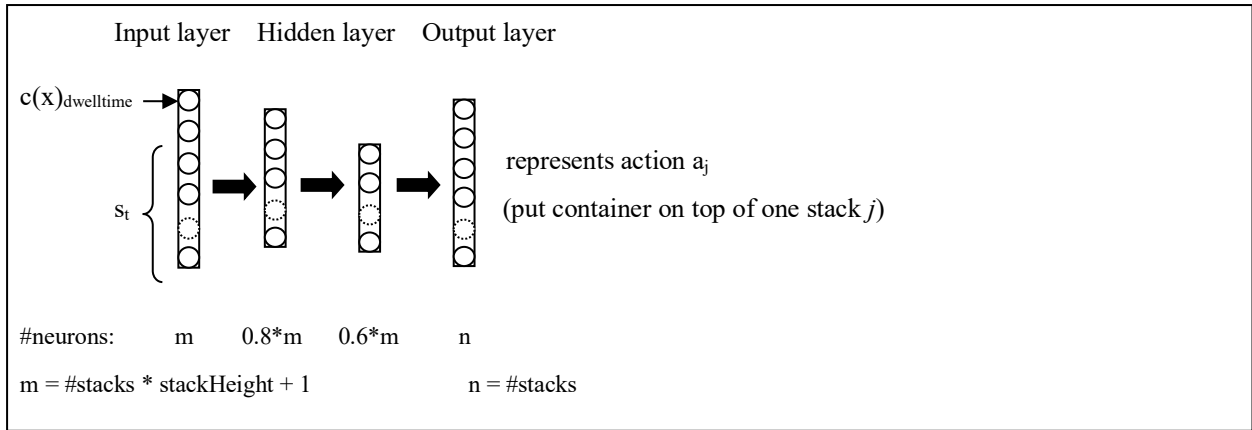 Input layer Hidden layer Output layer
c(x)dwelltime
represents action aj
st
(put container on top of one stack j)
#neurons: m 0.8*m 0.6*m n
m = #stacks * stackHeight + 1 n = #stacks